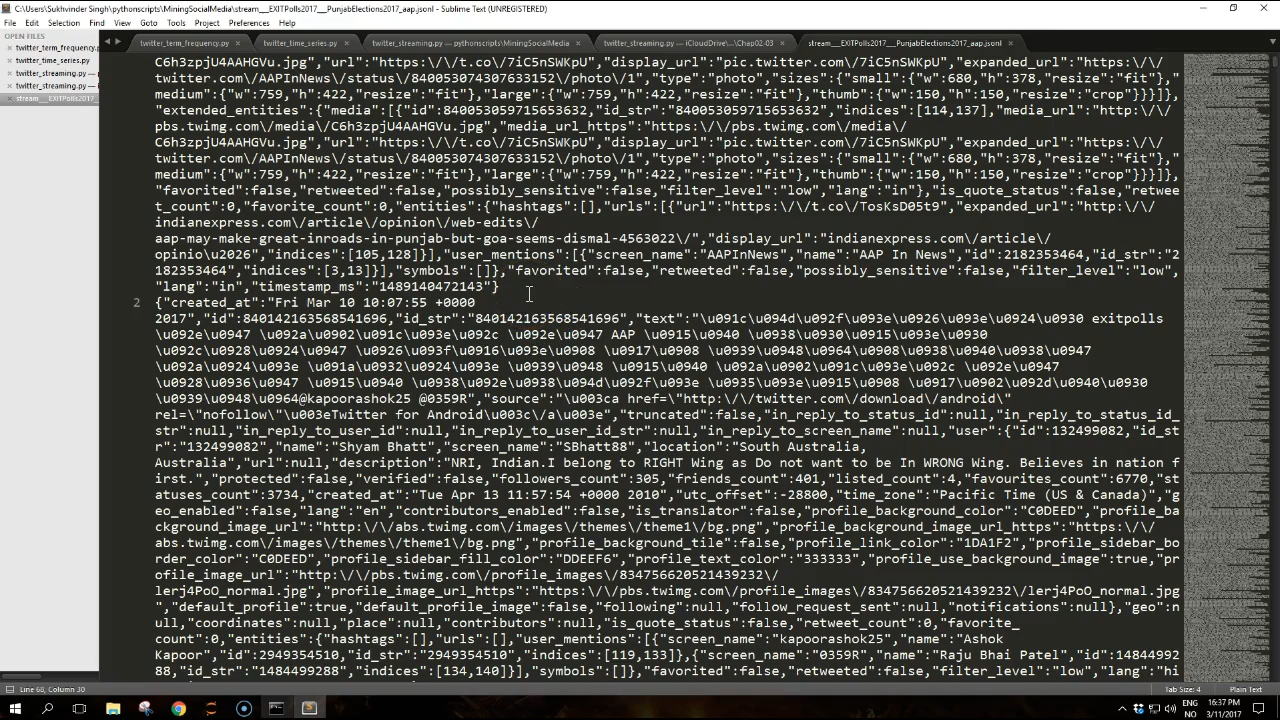 C:\Users\Sukhvinder Singh\pythonscripts\MiningSocialMedia\stream__EXITPolls2017__PunjabElections2017_aap.jsonl - Sublime Text (UNREGISTERED)
File Edit Selection Find View Goto Tools Project Preferences Help
OPEN FILES
twitter_term_frequency.py
twitter_time_series.py
twitter_streaming.py —
twitter_streaming.py —
stream__EXITPolls2017_
twitter_term_frequency.py twitter_time_series.py twitter_streaming.py — pythonscripts\MiningSocialMedia twitter_streaming.py — iCloudDrive\...\Chap02-03 stream__EXITPolls2017__PunjabElections2017_aap.jsonl
C6h3zpjU4AAHGVu.jpg","url":"https:\/\/t.co\/7iC5nSWKpU","display_url":"pic.twitter.com\/7iC5nSWKpU","expanded_url":"https:\/\/
twitter.com\/AAPInNews\/status\/840053074307633152\/photo\/1","type":"photo","sizes":{"small":{"w":680,"h":378,"resize":"fit"},"
medium":{"w":759,"h":422,"resize":"fit"},"large":{"w":759,"h":422,"resize":"fit"},"thumb":{"w":150,"h":150,"resize":"crop"}}}]},
"extended_entities":{"media":[{"id":840053069715653632,"id_str":"840053069715653632","indices":[114,137],"media_url":"http:\/\/
pbs.twimg.com\/media\/C6h3zpjU4AAHGVu.jpg","media_url_https":"https:\/\/pbs.twimg.com\/media\/
C6h3zpjU4AAHGVu.jpg","url":"https:\/\/t.co\/7iC5nSWKpU","display_url":"pic.twitter.com\/7iC5nSWKpU","expanded_url":"https:\/\/
twitter.com\/AAPInNews\/status\/840053074307633152\/photo\/1","type":"photo","sizes":{"small":{"w":680,"h":378,"resize":"fit"},"
medium":{"w":759,"h":422,"resize":"fit"},"large":{"w":759,"h":422,"resize":"fit"},"thumb":{"w":150,"h":150,"resize":"crop"}}}]},
"favorited":false,"retweeted":false,"possibly_sensitive":false,"filter_level":"low","lang":"in"},"is_quote_status":false,"retwee
t_count":0,"favorite_count":0,"entities":{"hashtags":[],"urls":[{"url":"https:\/\/t.co\/TosKsD05t9","expanded_url":"http:\/\/
indianexpress.com\/article\/opinion\/web-edits\/
aap-may-make-great-inroads-in-punjab-but-goa-seems-dismal-4563022\/","display_url":"indianexpress.com\/article\/
opinio\u2026","indices":[105,128]}],"user_mentions":[{"screen_name":"AAPInNews","name":"AAP In News","id":2182353464,"id_str":"2
182353464","indices":[3,13]}],"symbols":[]},"favorited":false,"retweeted":false,"possibly_sensitive":false,"filter_level":"low",
"lang":"in","timestamp_ms":"1489140472143"}
2 {"created_at":"Fri Mar 10 10:07:55 +0000
2017","id":840142163568541696,"id_str":"840142163568541696","text":"\u091c\u094d\u092f\u093e\u0926\u093e\u0924\u0930 exitpolls
\u092e\u0947 \u092a\u0902\u091c\u093e\u092c \u092e\u0947 AAP \u0915\u0940 \u0938\u0930\u0915\u093e\u0930
\u092c\u0928\u0924\u0947 \u0926\u093f\u0916\u093e\u0908 \u0917\u0908 \u0939\u0948\u0964\u0908\u0938\u0940\u0938\u0947
\u092a\u0924\u093e \u091a\u0932\u0924\u093e \u0939\u0948 \u0915\u0940 \u092a\u0902\u091c\u093e\u092c \u092e\u0947
\u0928\u0936\u0947 \u0915\u0940 \u0938\u092e\u0938\u094d\u092f\u093e \u0935\u093e\u0915\u0908 \u0917\u0902\u092d\u0940\u0930
\u0939\u0948\u0964@kapoorashok25 @0359R","source":"\u003ca href=\"http:\/\/twitter.com\/download\/android\"
rel=\"nofollow\"\u003eTwitter for Android\u003c\/a\u003e","truncated":false,"in_reply_to_status_id":null,"in_reply_to_status_id_
str":null,"in_reply_to_user_id":null,"in_reply_to_user_id_str":null,"in_reply_to_screen_name":null,"user":{"id":132499082,"id_st
r":"132499082","name":"Shyam Bhatt","screen_name":"SBhatt88","location":"South Australia,
Australia","url":null,"description":"NRI, Indian.I belong to RIGHT Wing as Do not want to be In WRONG Wing. Believes in nation f
irst.","protected":false,"verified":false,"followers_count":305,"friends_count":401,"listed_count":4,"favourites_count":6770,"st
atuses_count":3734,"created_at":"Tue Apr 13 11:57:55 +0000 2010","utc_offset":-28800,"time_zone":"Pacific Time (US & Canada)","g
eo_enabled":false,"lang":"en","contributors_enabled":false,"is_translator":false,"profile_background_color":"C0DEED","profile_ba
ckground_image_url":"http:\/\/abs.twimg.com\/images\/themes\/theme1\/bg.png","profile_background_image_url_https":"https:\/\/
abs.twimg.com\/images\/themes\/theme1\/bg.png","profile_background_tile":false,"profile_link_color":"1DA1F2","profile_sidebar_bo
rder_color":"C0DEED","profile_sidebar_fill_color":"DDEEF6","profile_text_color":"333333","profile_use_background_image":true,"pr
ofile_image_url":"http:\/\/pbs.twimg.com\/profile_images\/834756620521439232\/
lerj4PoO_normal.jpg","profile_image_url_https":"https:\/\/pbs.twimg.com\/profile_images\/834756620521439232\/lerj4PoO_normal.jpg
","default_profile":true,"default_profile_image":false,"following":null,"follow_request_sent":null,"notifications":null},"geo":n
ull,"coordinates":null,"place":null,"contributors":null,"is_quote_status":false,"retweet_count":0,"favorite_
count":0,"entities":{"hashtags":[],"urls":[],"user_mentions":[{"screen_name":"kapoorashok25","name":"Ashok
Kapoor","id":2949354510,"id_str":"2949354510","indices":[119,133]},{"screen_name":"0359R","name":"Raju Bhai Patel","id":14844992
88,"id_str":"1484499288","indices":[134,140]}],"symbols":[]},"favorited":false,"retweeted":false,"filter_level":"low","lang":"hi
Line 68, Column 30 Tab Size: 4 Plain Text
ENG 16:37 PM
NO 3/11/2017